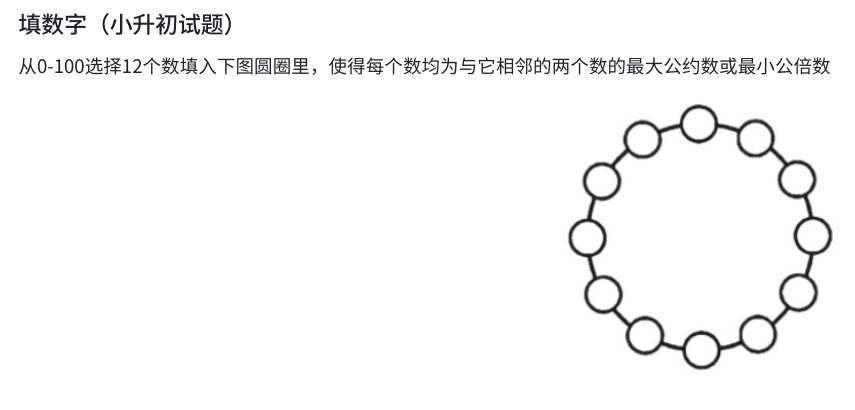 填数字（小升初试题）
从0-100选择12个数填入下图圆圈里，使得每个数均为与它相邻的两个数的最大公约数或最小公倍数